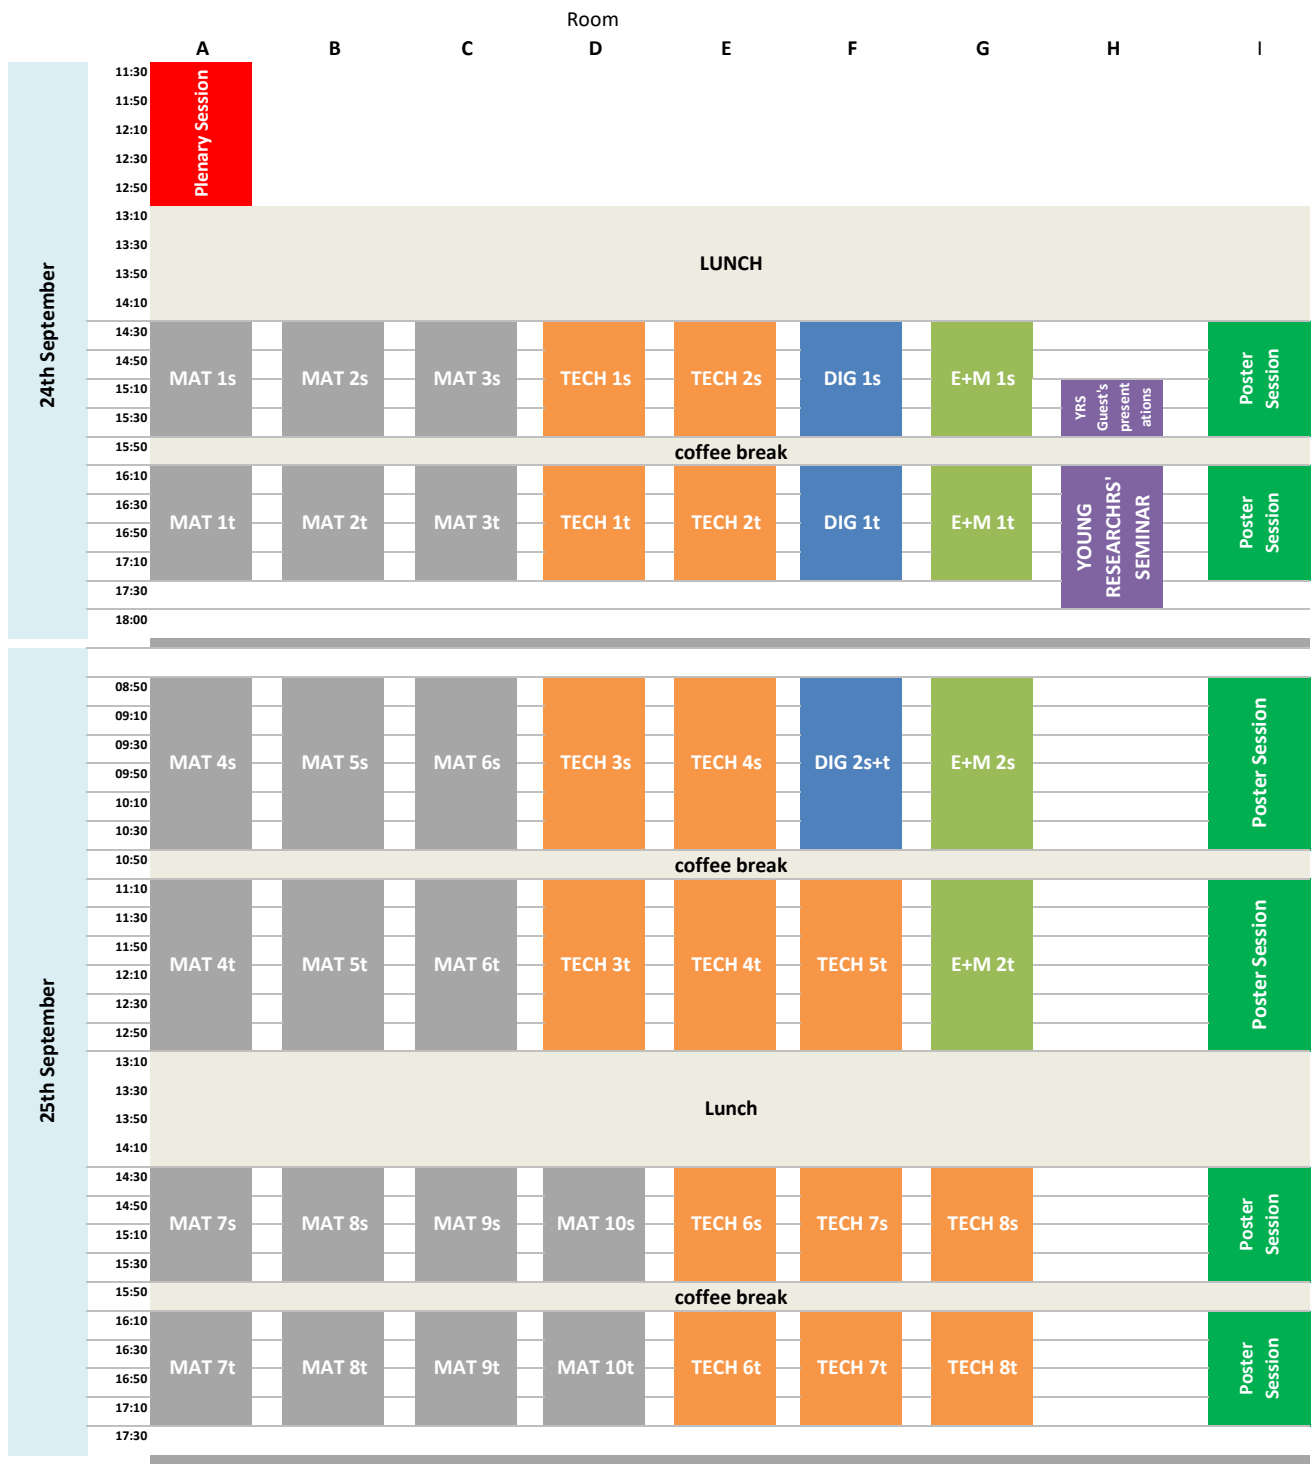 Room
A B C D E F G H I
24th September
11:30
Plenary Session
11:50
12:10
12:30
12:50
13:10
13:30
LUNCH
13:50
14:10
14:30
14:50
MAT 1s MAT 2s MAT 3s TECH 1s TECH 2s DIG 1s E+M 1s
YRS
Guest's
present
ations
Poster
Session
15:10
15:30
15:50
coffee break
16:10
16:30
MAT 1t MAT 2t MAT 3t TECH 1t TECH 2t DIG 1t E+M 1t
YOUNG
RESEARCHRS'
SEMINAR
Poster
Session
16:50
17:10
17:30
18:00
25th September
08:50
09:10
09:30
09:50
MAT 4s MAT 5s MAT 6s TECH 3s TECH 4s DIG 2s+t E+M 2s
Poster Session
10:10
10:30
10:50
coffee break
11:10
11:30
11:50
12:10
MAT 4t MAT 5t MAT 6t TECH 3t TECH 4t TECH 5t E+M 2t
Poster Session
12:30
12:50
13:10
13:30
Lunch
13:50
14:10
14:30
14:50
MAT 7s MAT 8s MAT 9s MAT 10s TECH 6s TECH 7s TECH 8s
Poster
Session
15:10
15:30
15:50
coffee break
16:10
16:30
MAT 7t MAT 8t MAT 9t MAT 10t TECH 6t TECH 7t TECH 8t
Poster
Session
16:50
17:10
17:30